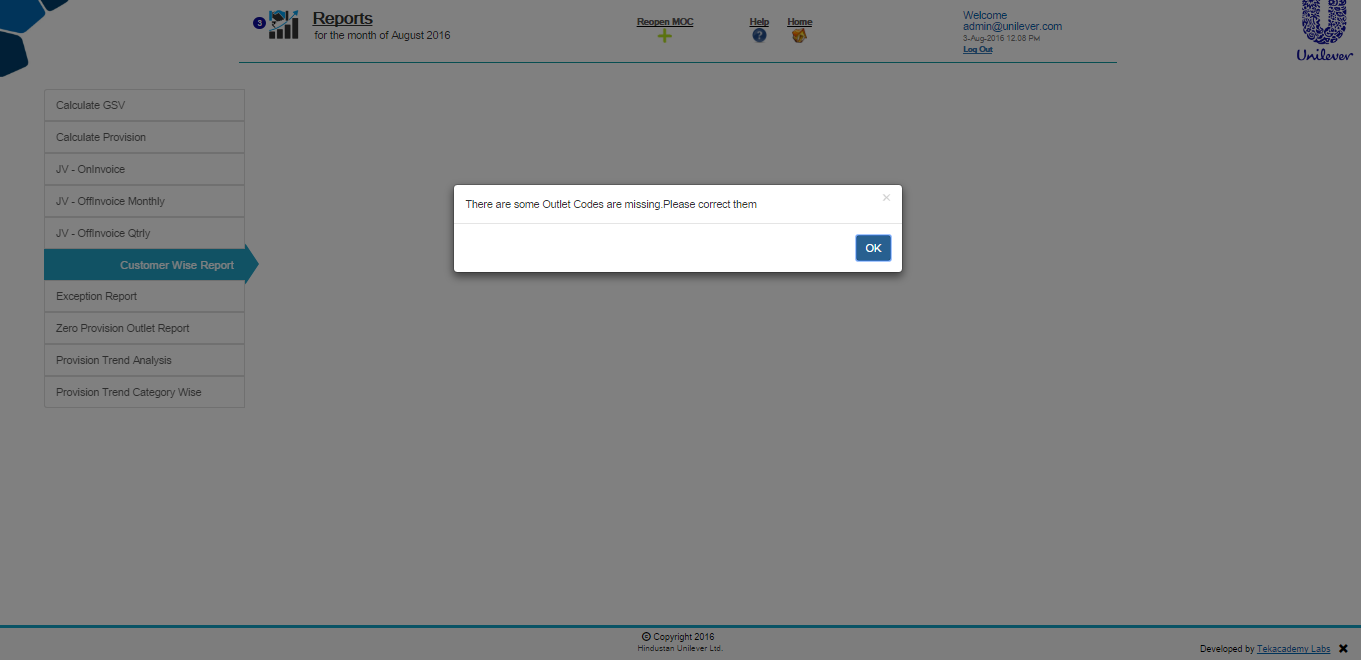 3
Reports
for the month of August 2016
Reopen MOC
Help
?
Home
Welcome
admin@unilever.com
3-Aug-2016 12.08 PM
Log Out
Unilever
Calculate GSV
Calculate Provision
JV - OnInvoice
JV - OffInvoice Monthly
JV - OffInvoice Qtrly
Customer Wise Report
Exception Report
Zero Provision Outlet Report
Provision Trend Analysis
Provision Trend Category Wise
There are some Outlet Codes are missing.Please correct them
×
OK
© Copyright 2016
Hindustan Unilever Ltd.
Developed by Tekacademy Labs